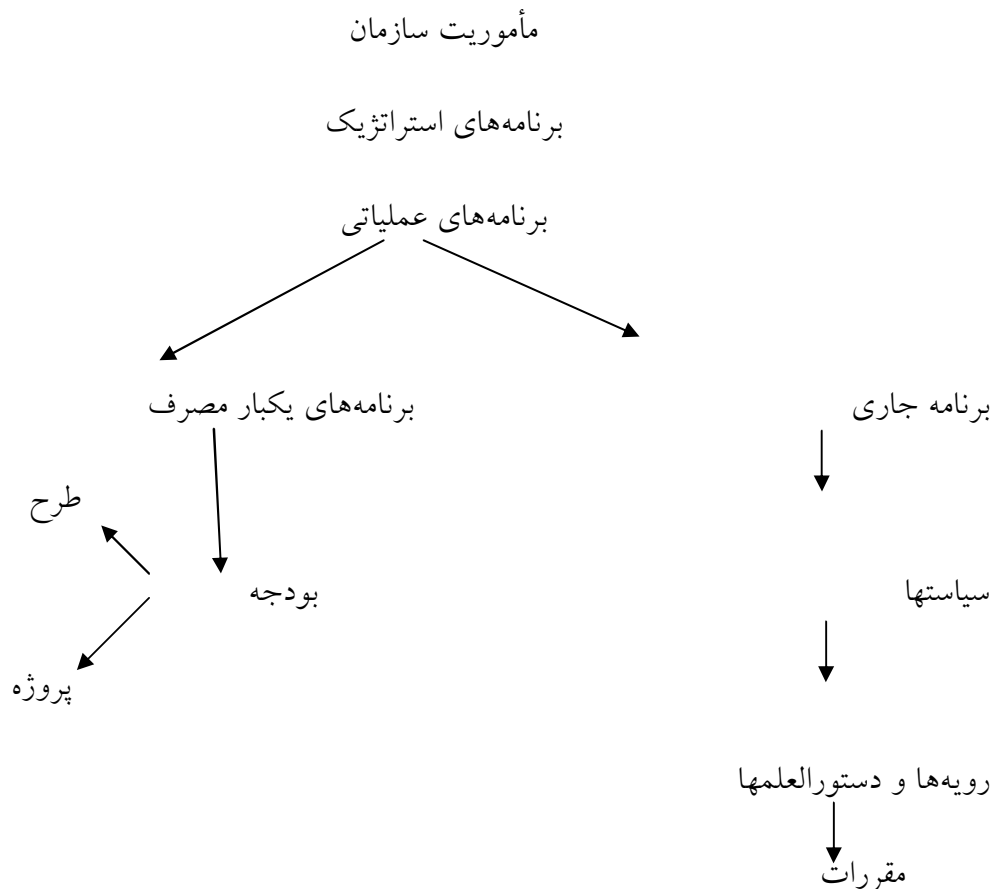 مأموریت سازمان
برنامه‌های استراتژیک
برنامه‌های عملیاتی
برنامه جاری
برنامه‌های یکبار مصرف
طرح
سیاستها
بودجه
پروژه
رویه‌ها و دستورالعلمها
مقررات